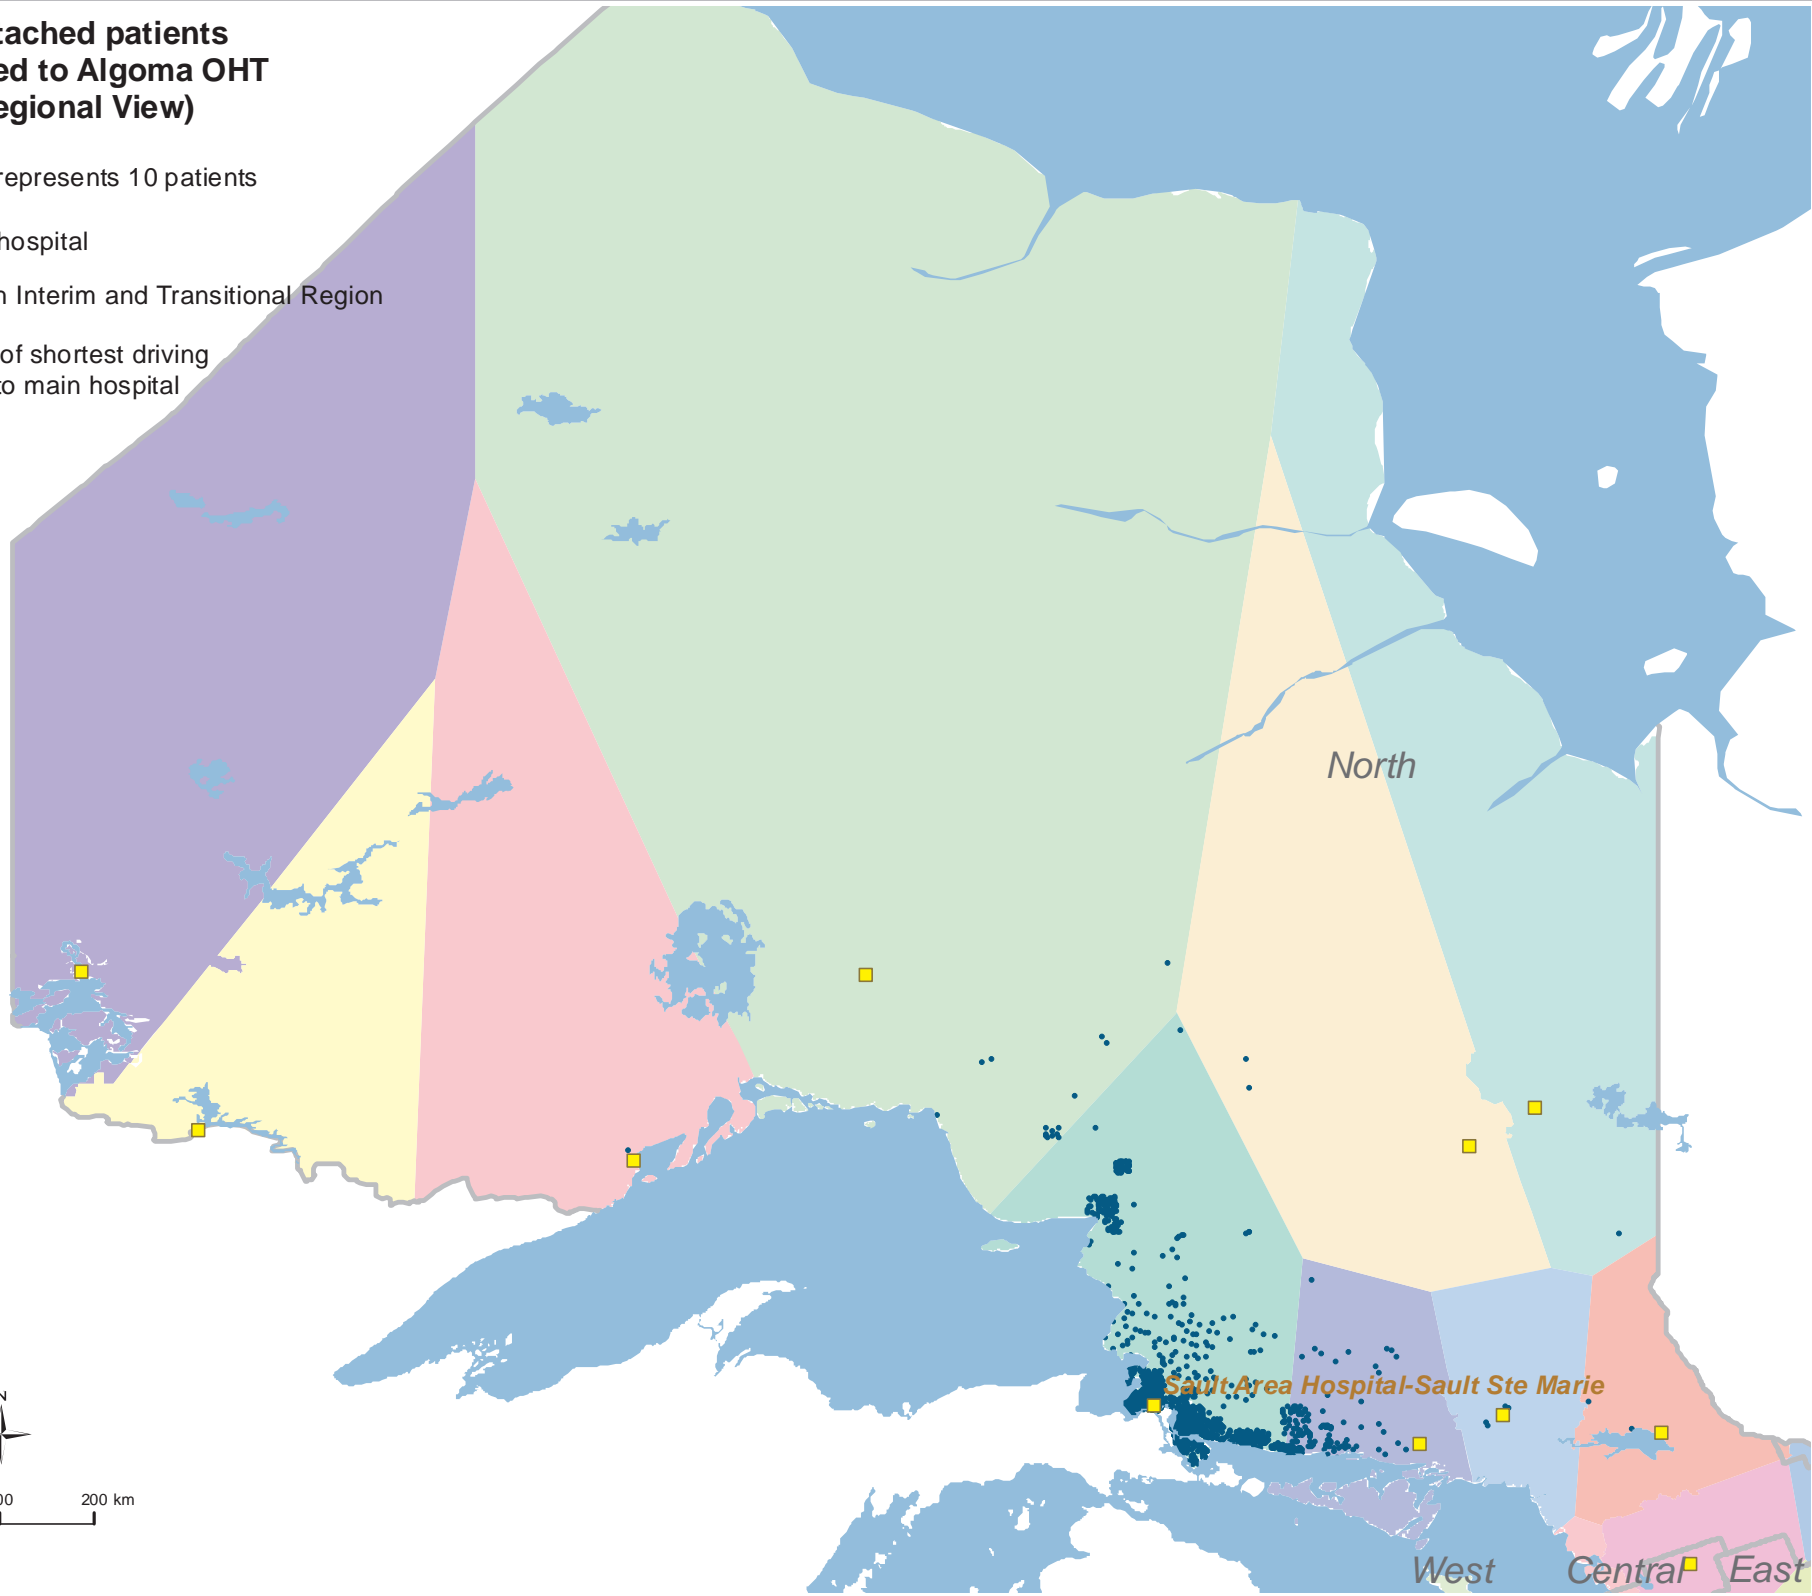 tached patients
ed to Algoma OHT
egional View)
represents 10 patients
hospital
n Interim and Transitional Region
of shortest driving
to main hospital
North
Sault Area Hospital-Sault Ste Marie
N
00 200 km
West Central East